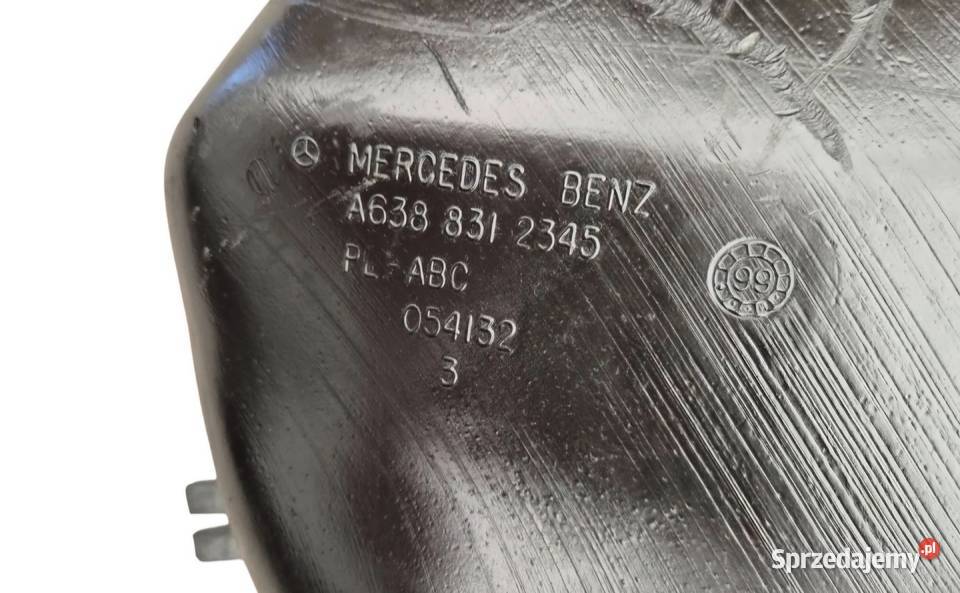 MERCEDES BENZ
A638 831 2345
PL-ABC
054132
3
99
Sprzedajemy.pl